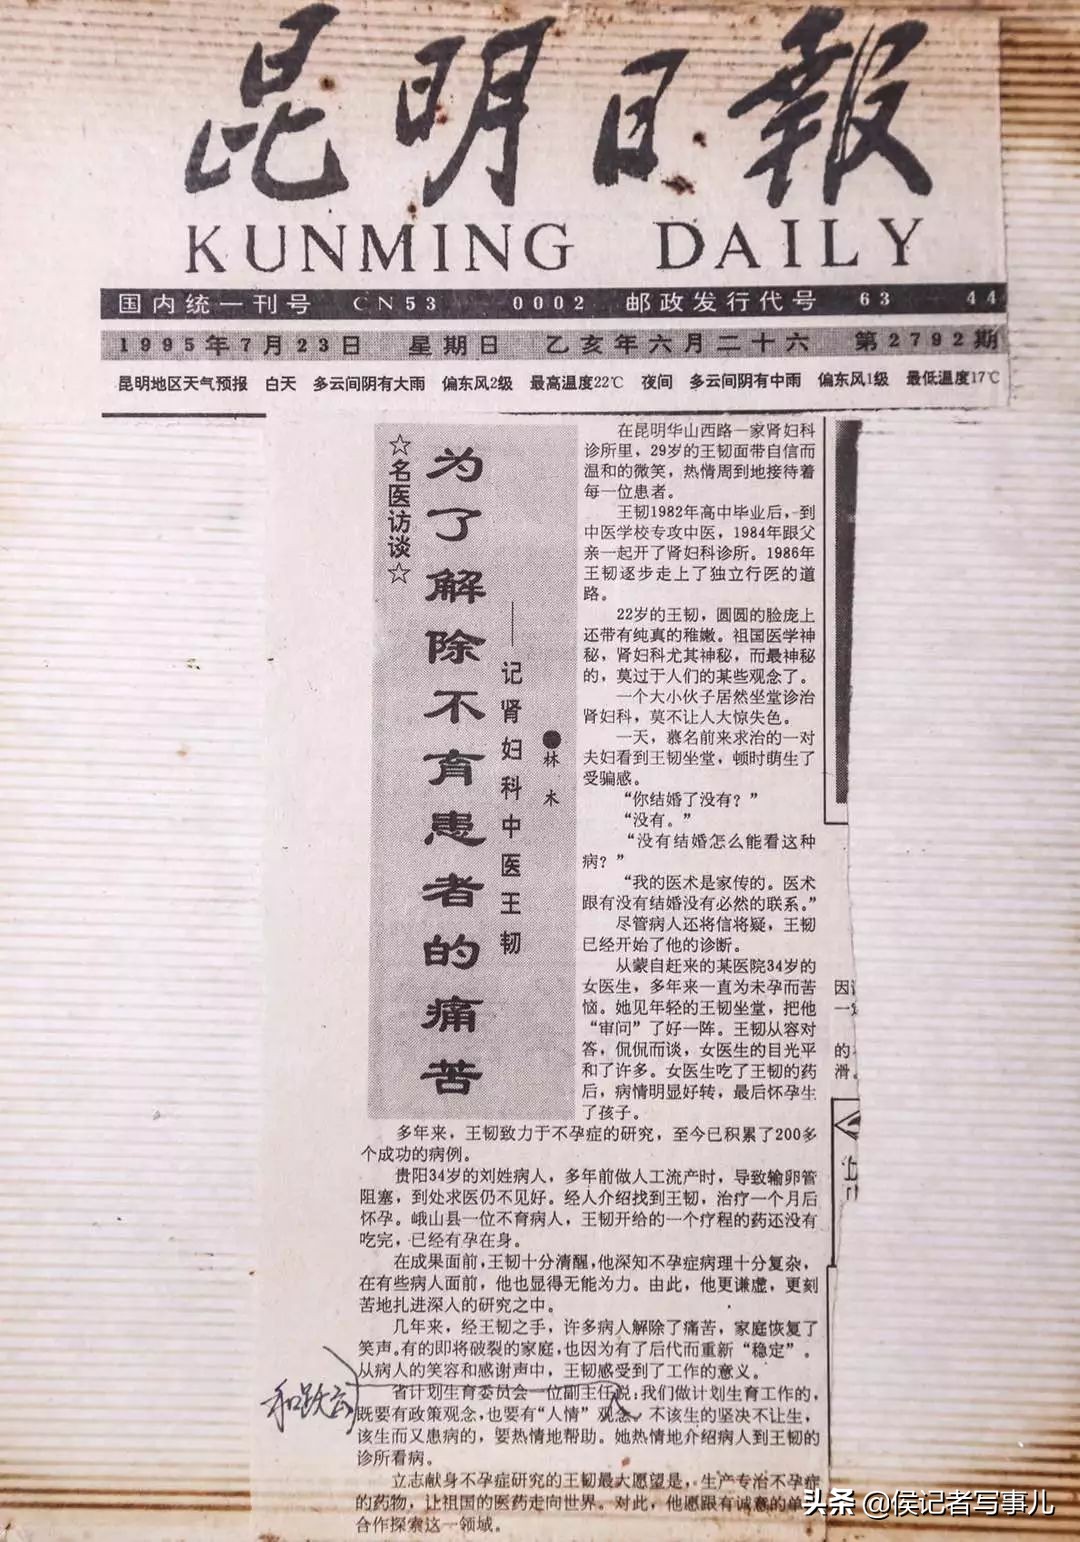 昆明日報
KUNMING DAILY
国内统一刊号 CN53 0002 邮政发行代号 63 44
1995年7月23日 星期日 乙亥年六月二十六 第2792期
昆明地区天气预报 白天 多云间阴有大雨 偏东风2级 最高温度22℃ 夜间 多云间阴有中雨 偏东风1级 最低温度17℃
☆名医访谈☆
为了解除不育患者的痛苦
——记肾妇科中医王韧
●林木
在昆明华山西路一家肾妇科
诊所里，29岁的王韧面带自信而
温和的微笑，热情周到地接待着
每一位患者。
王韧1982年高中毕业后，到
中医学校专攻中医，1984年跟父
亲一起开了肾妇科诊所。1986年
王韧逐步走上了独立行医的道
路。
22岁的王韧，圆圆的脸庞上
还带有纯真的稚嫩。祖国医学神
秘，肾妇科尤其神秘，而最神秘
的，莫过于人们的某些观念了。
一个大小伙子居然坐堂诊治
肾妇科，莫不让人大惊失色。
一天，慕名前来求治的一对
夫妇看到王韧坐堂，顿时萌生了
受骗感。
“你结婚了没有？”
“没有。”
“没有结婚怎么能看这种
病？”
“我的医术是家传的。医术
跟有没有结婚没有必然的联系。”
尽管病人还将信将疑，王韧
已经开始了他的诊断。
从蒙自赶来的某医院34岁的
女医生，多年来一直为未孕而苦
恼。她见年轻的王韧坐堂，把他
“审问”了好一阵。王韧从容对
答，侃侃而谈，女医生的目光平
和了许多。女医生吃了王韧的药
后，病情明显好转，最后怀孕生
了孩子。
多年来，王韧致力于不孕症的研究，至今已积累了200多
个成功的病例。
贵阳34岁的刘姓病人，多年前做人工流产时，导致输卵管
阻塞，到处求医仍不见好。经人介绍找到王韧，治疗一个月后
怀孕。峨山县一位不育病人，王韧开给的一个疗程的药还没有
吃完，已经有孕在身。
在成果面前，王韧十分清醒，他深知不孕症病理十分复杂，
在有些病人面前，他也显得无能为力。由此，他更谦虚，更刻
苦地扎进深入的研究之中。
几年来，经王韧之手，许多病人解除了痛苦，家庭恢复了
笑声。有的即将破裂的家庭，也因为有了后代而重新“稳定”。
从病人的笑容和感谢声中，王韧感受到了工作的意义。
省计划生育委员会一位副主任说：我们做计划生育工作的，
既要有政策观念，也要有“人情”观念。不该生的坚决不让生，
该生而又患病的，要热情地帮助。她热情地介绍病人到王韧的
诊所看病。
立志献身不孕症研究的王韧最大愿望是，生产专治不孕症
的药物，让祖国的医药走向世界。对此，他愿跟有诚意的单
合作探索这一领域。
和跃云
的
滑。
头条 @侯记者写事儿